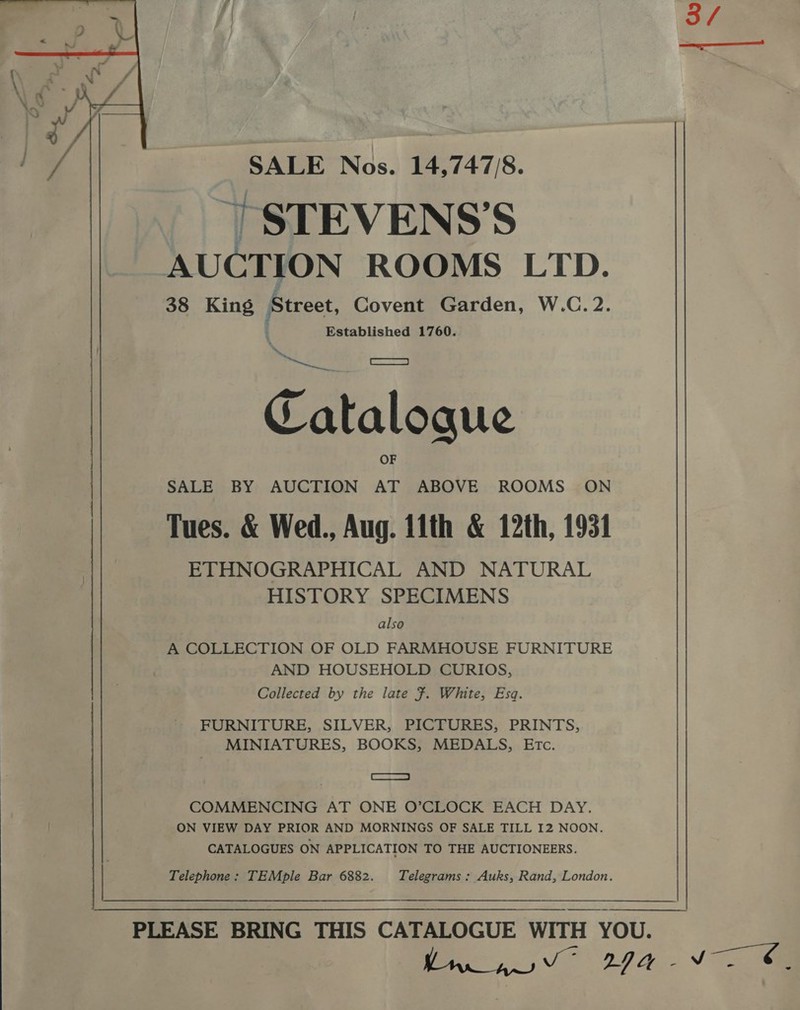 31
SALE Nos. 14,747/8.
STEVENS'S
AUCTION ROOMS LTD.
38 King Street, Covent Garden, W.C.2.
Established 1760.
Catalogue
OF
SALE BY AUCTION AT ABOVE ROOMS ON
Tues. & Wed., Aug. 11th & 12th, 1931
ETHNOGRAPHICAL AND NATURAL
HISTORY SPECIMENS
also
A COLLECTION OF OLD FARMHOUSE FURNITURE
AND HOUSEHOLD CURIOS,
Collected by the late F. White, Esq.
FURNITURE, SILVER, PICTURES, PRINTS,
MINIATURES, BOOKS, MEDALS, ETC.
COMMENCING AT ONE O'CLOCK EACH DAY.
ON VIEW DAY PRIOR AND MORNINGS OF SALE TILL 12 NOON.
CATALOGUES ON APPLICATION TO THE AUCTIONEERS.
Telephone: TEMple Bar 6882. Telegrams: Auks, Rand, London.
PLEASE BRING THIS CATALOGUE WITH YOU.